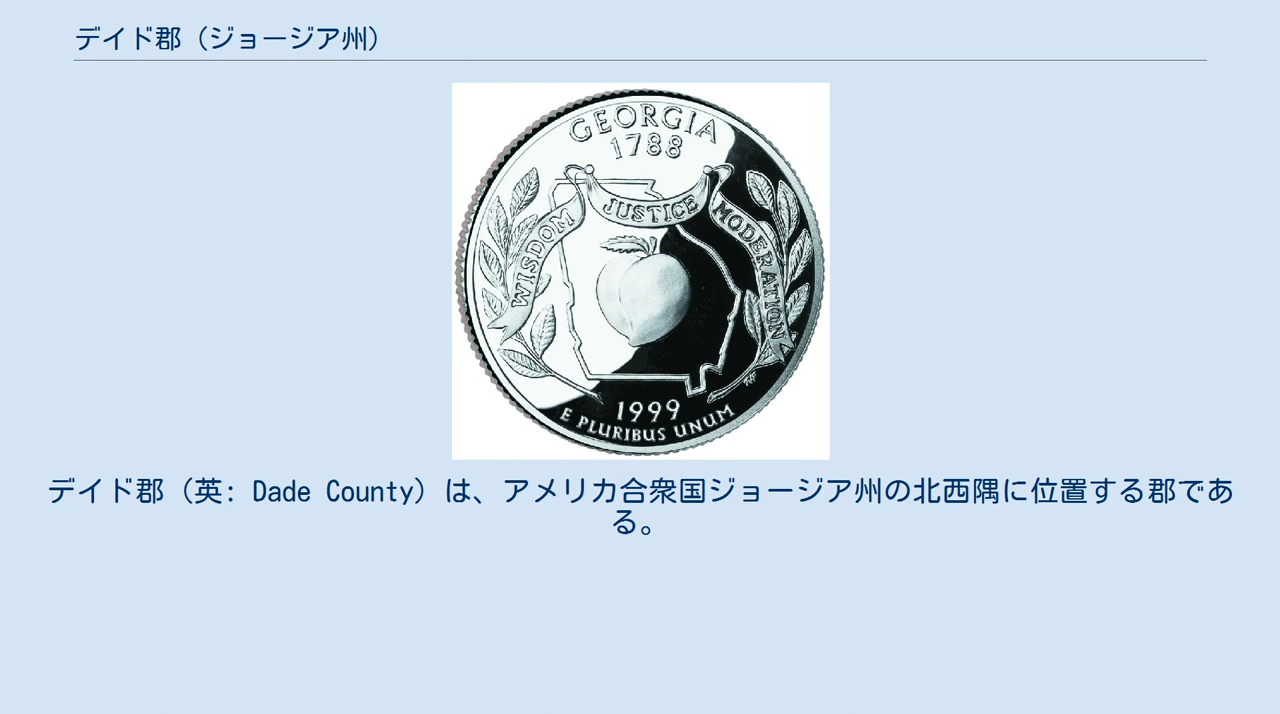 デイド郡（ジョージア州）
GEORGIA
1788
WISDOM
JUSTICE
MODERATION
1999
E PLURIBUS UNUM
デイド郡（英: Dade County）は、アメリカ合衆国ジョージア州の北西隅に位置する郡であ
る。